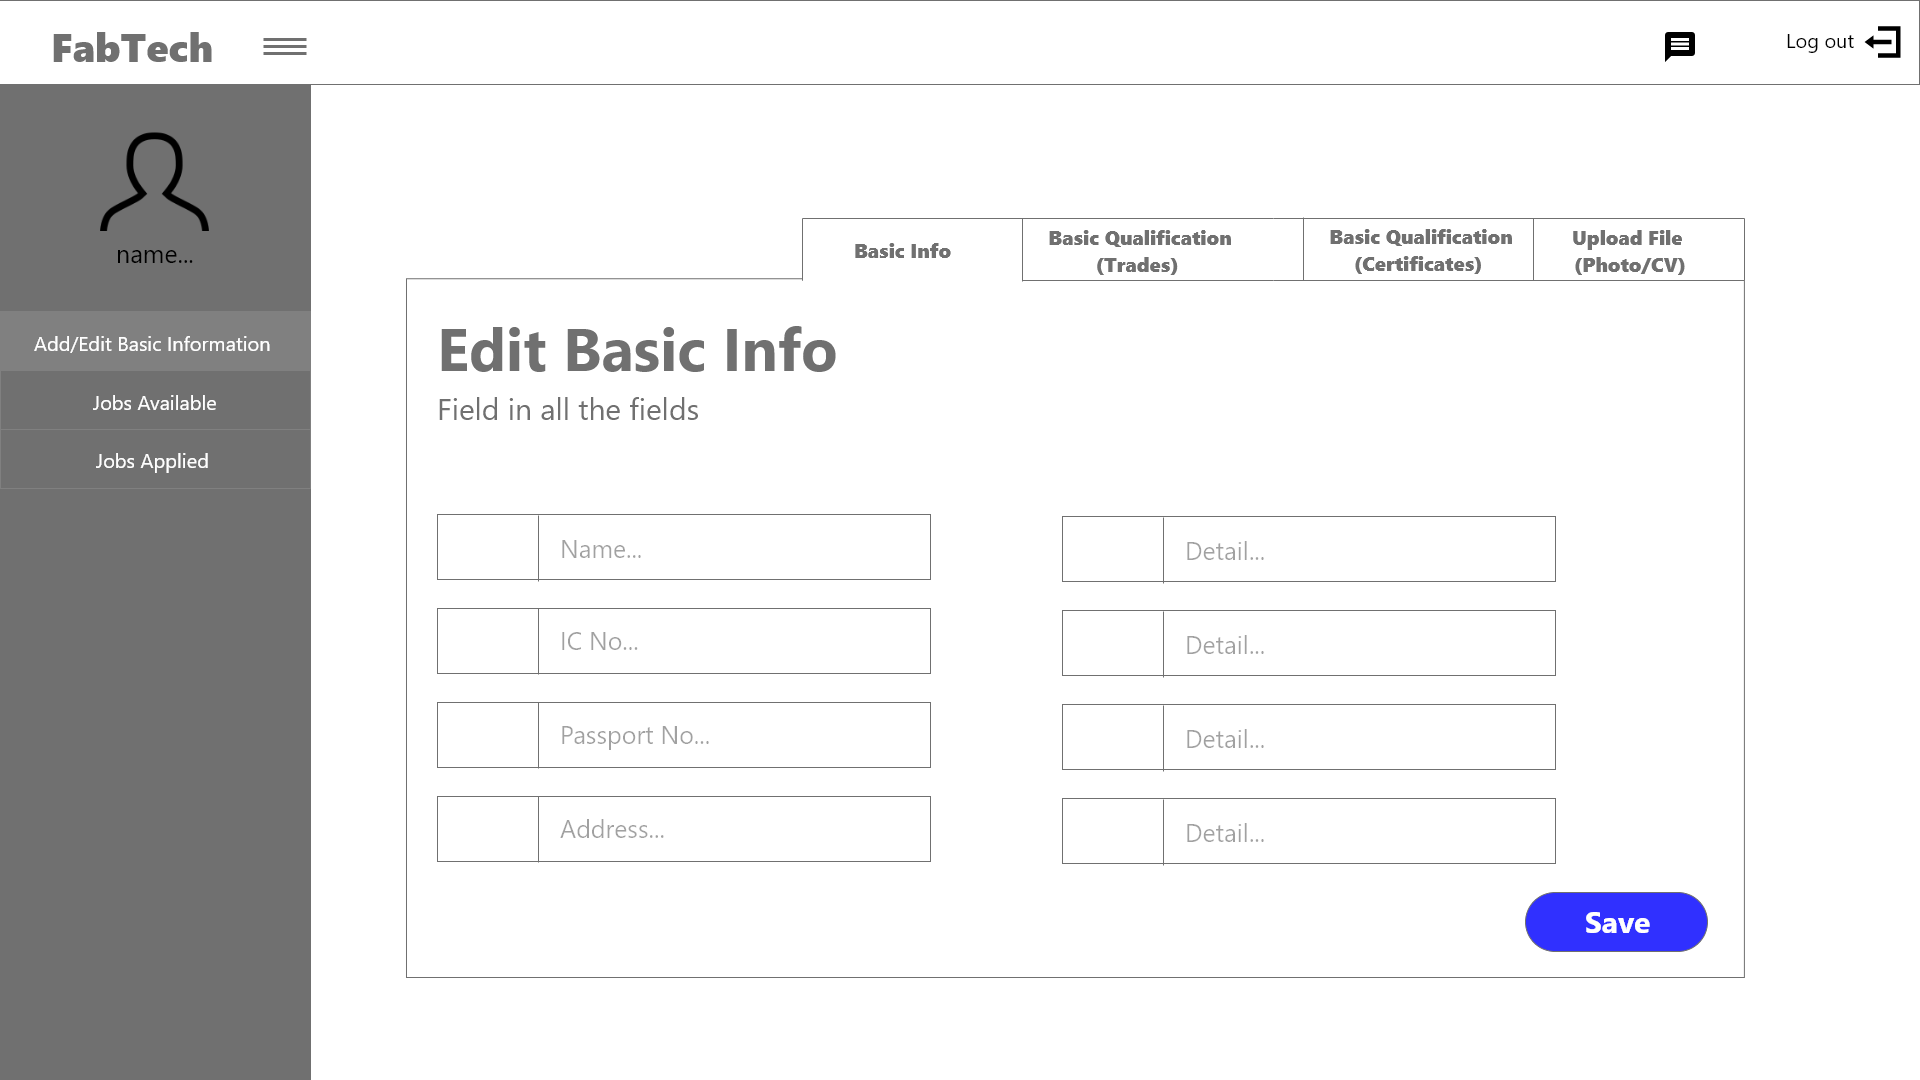 FabTech
Log out
name...
Add/Edit Basic Information
Jobs Available
Jobs Applied
Basic Info
Basic Qualification
(Trades)
Basic Qualification
(Certificates)
Upload File
(Photo/CV)
Edit Basic Info
Field in all the fields
Name...
Detail...
IC No...
Detail...
Passport No...
Detail...
Address...
Detail...
Save